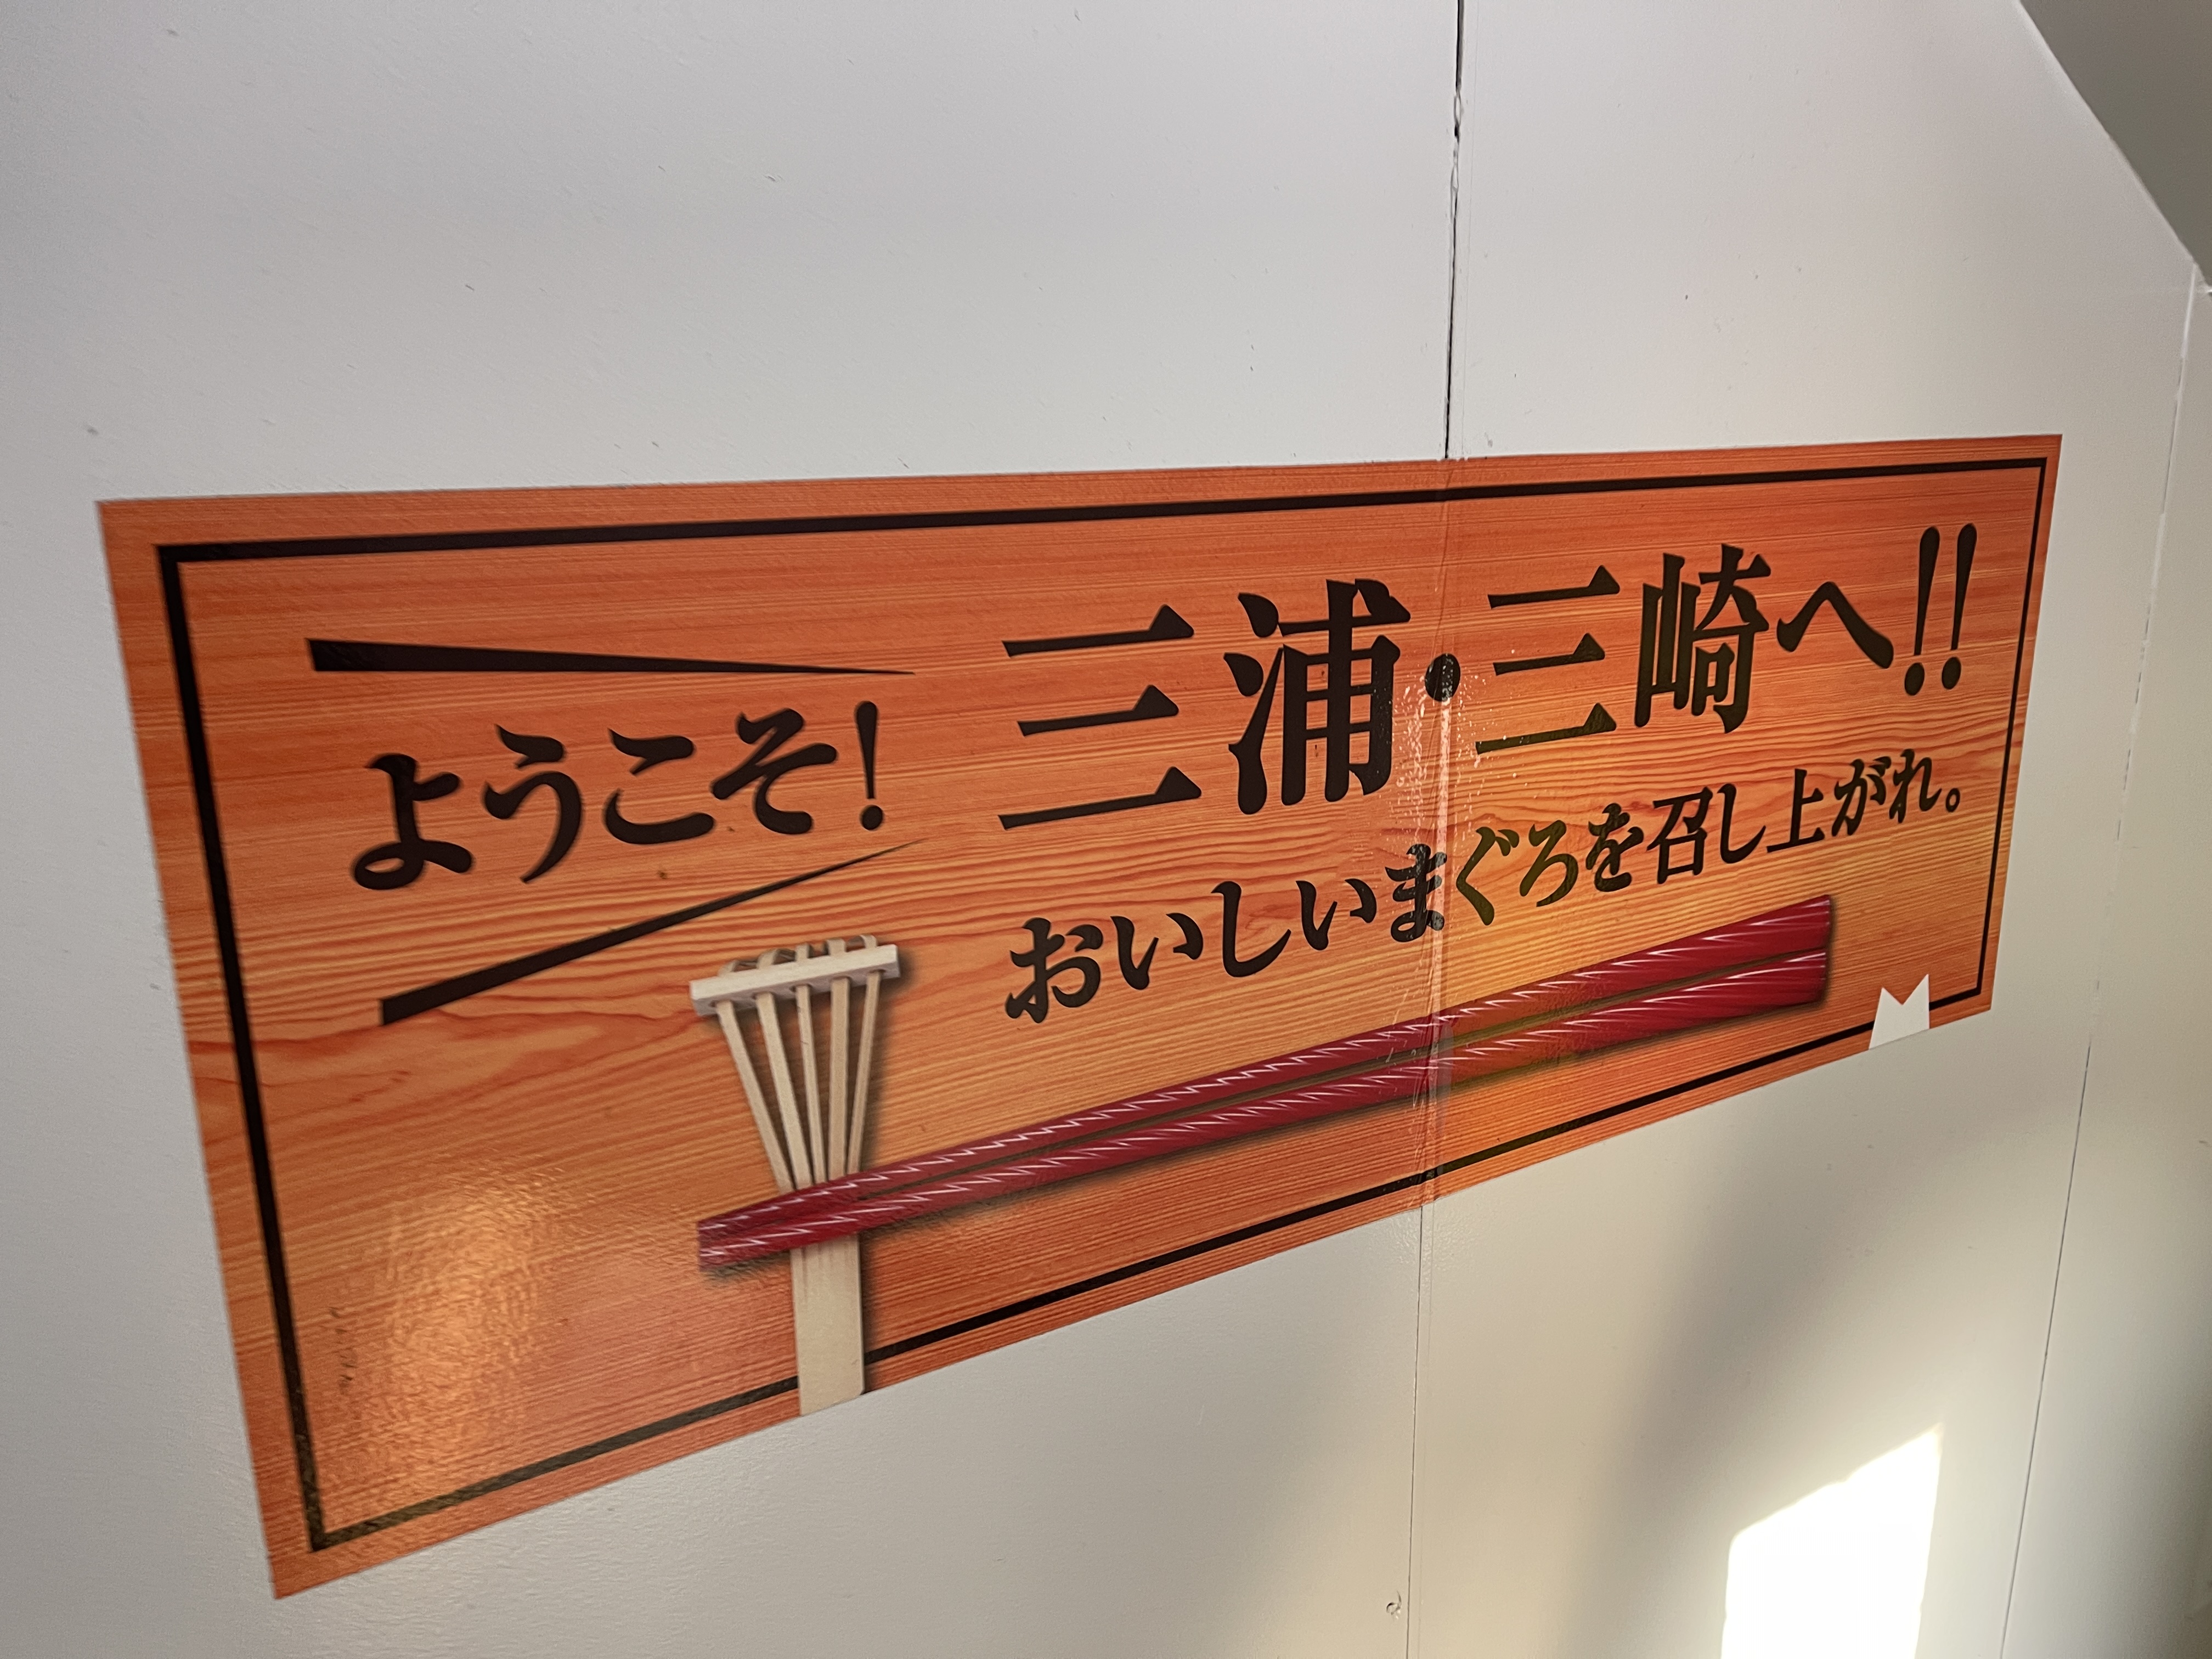 ようこそ！
三浦・三崎へ!!
おいしいまぐろを召し上がれ。